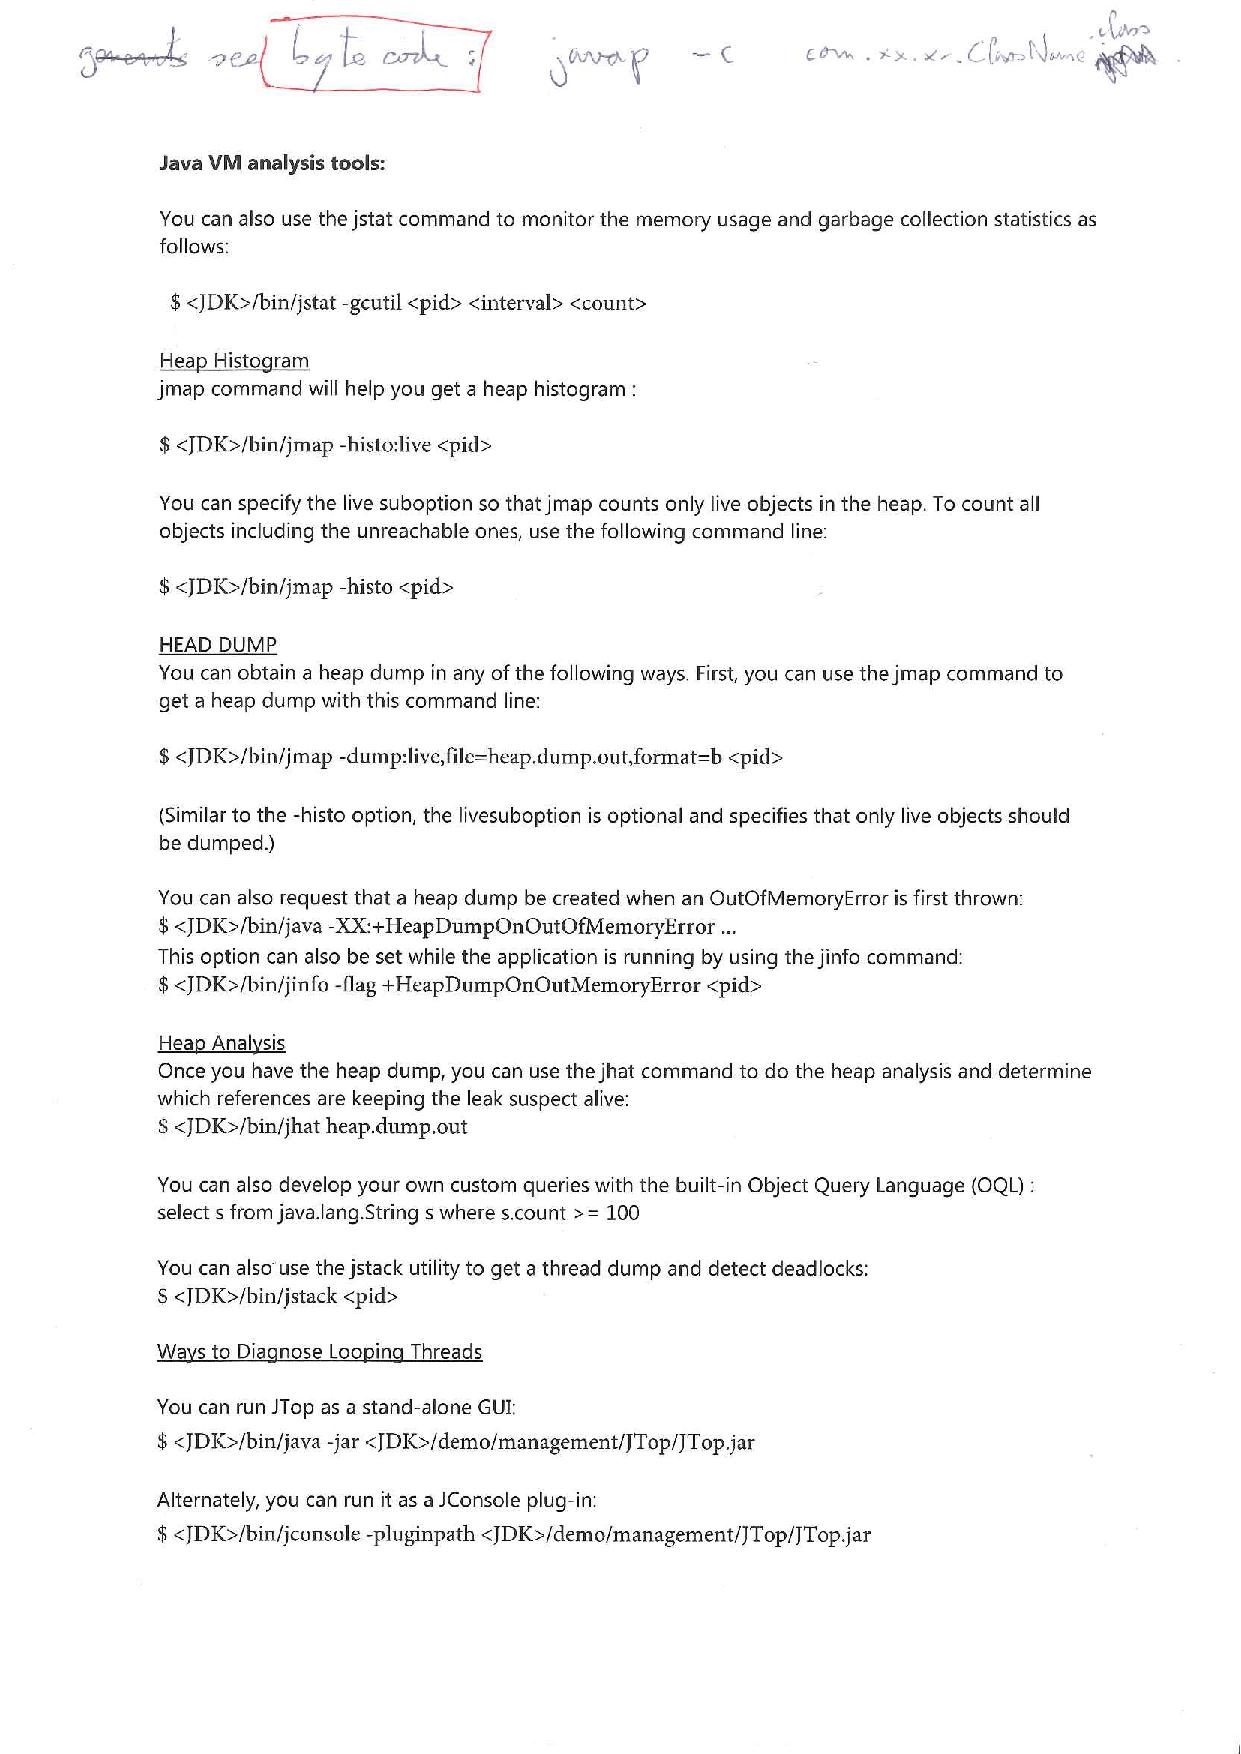 generate see byte code : javap -c com.xx.xx.ClassName .class
Java VM analysis tools:
You can also use the jstat command to monitor the memory usage and garbage collection statistics as
follows:
$ <JDK>/bin/jstat -gcutil <pid> <interval> <count>
Heap Histogram
jmap command will help you get a heap histogram :
$ <JDK>/bin/jmap -histo:live <pid>
You can specify the live suboption so that jmap counts only live objects in the heap. To count all
objects including the unreachable ones, use the following command line:
$ <JDK>/bin/jmap -histo <pid>
HEAD DUMP
You can obtain a heap dump in any of the following ways. First, you can use the jmap command to
get a heap dump with this command line:
$ <JDK>/bin/jmap -dump:live,file=heap.dump.out,format=b <pid>
(Similar to the -histo option, the livesuboption is optional and specifies that only live objects should
be dumped.)
You can also request that a heap dump be created when an OutOfMemoryError is first thrown:
$ <JDK>/bin/java -XX:+HeapDumpOnOutOfMemoryError ...
This option can also be set while the application is running by using the jinfo command:
$ <JDK>/bin/jinfo -flag +HeapDumpOnOutMemoryError <pid>
Heap Analysis
Once you have the heap dump, you can use the jhat command to do the heap analysis and determine
which references are keeping the leak suspect alive:
$ <JDK>/bin/jhat heap.dump.out
You can also develop your own custom queries with the built-in Object Query Language (OQL) :
select s from java.lang.String s where s.count >= 100
You can also use the jstack utility to get a thread dump and detect deadlocks:
$ <JDK>/bin/jstack <pid>
Ways to Diagnose Looping Threads
You can run JTop as a stand-alone GUI:
$ <JDK>/bin/java -jar <JDK>/demo/management/JTop/JTop.jar
Alternately, you can run it as a JConsole plug-in:
$ <JDK>/bin/jconsole -pluginpath <JDK>/demo/management/JTop/JTop.jar